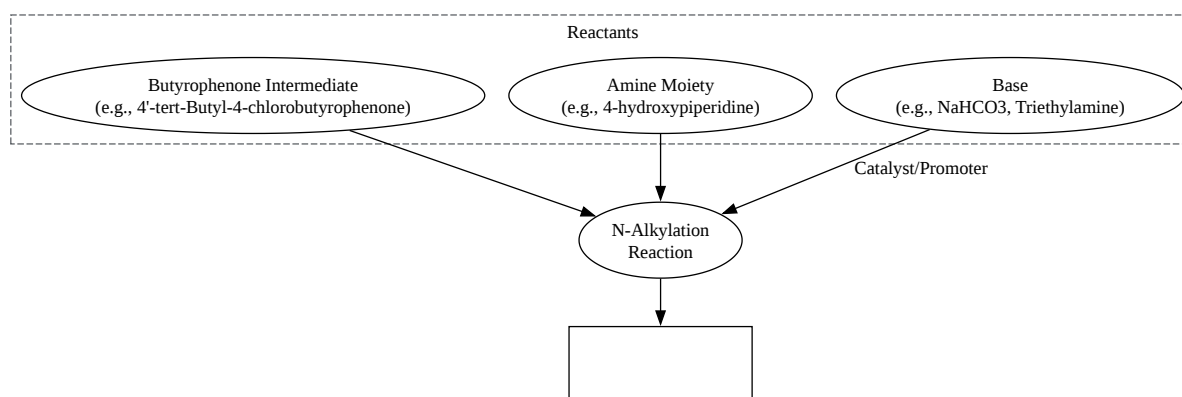 Reactants
Butyrophenone Intermediate
(e.g., 4'-tert-Butyl-4-chlorobutyrophenone)
Amine Moiety
(e.g., 4-hydroxypiperidine)
Base
(e.g., NaHCO3, Triethylamine)
Catalyst/Promoter
N-Alkylation
Reaction